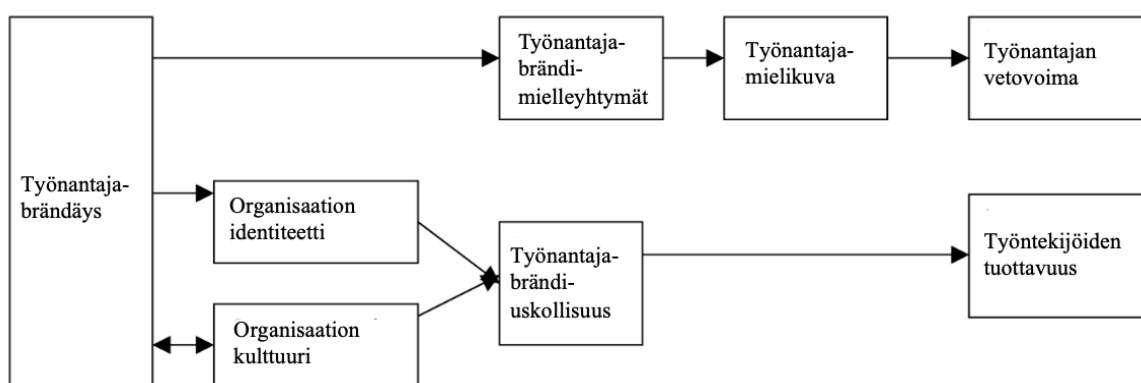 Työnantaja-
brändi-
mielleyhtymät
Työnantaja-
mielikuva
Työnantajan
vetovoima
Työnantaja-
brändäys
Organisaation
identiteetti
Työnantaja-
brändi-
uskollisuus
Työntekijöiden
tuottavuus
Organisaation
kulttuuri